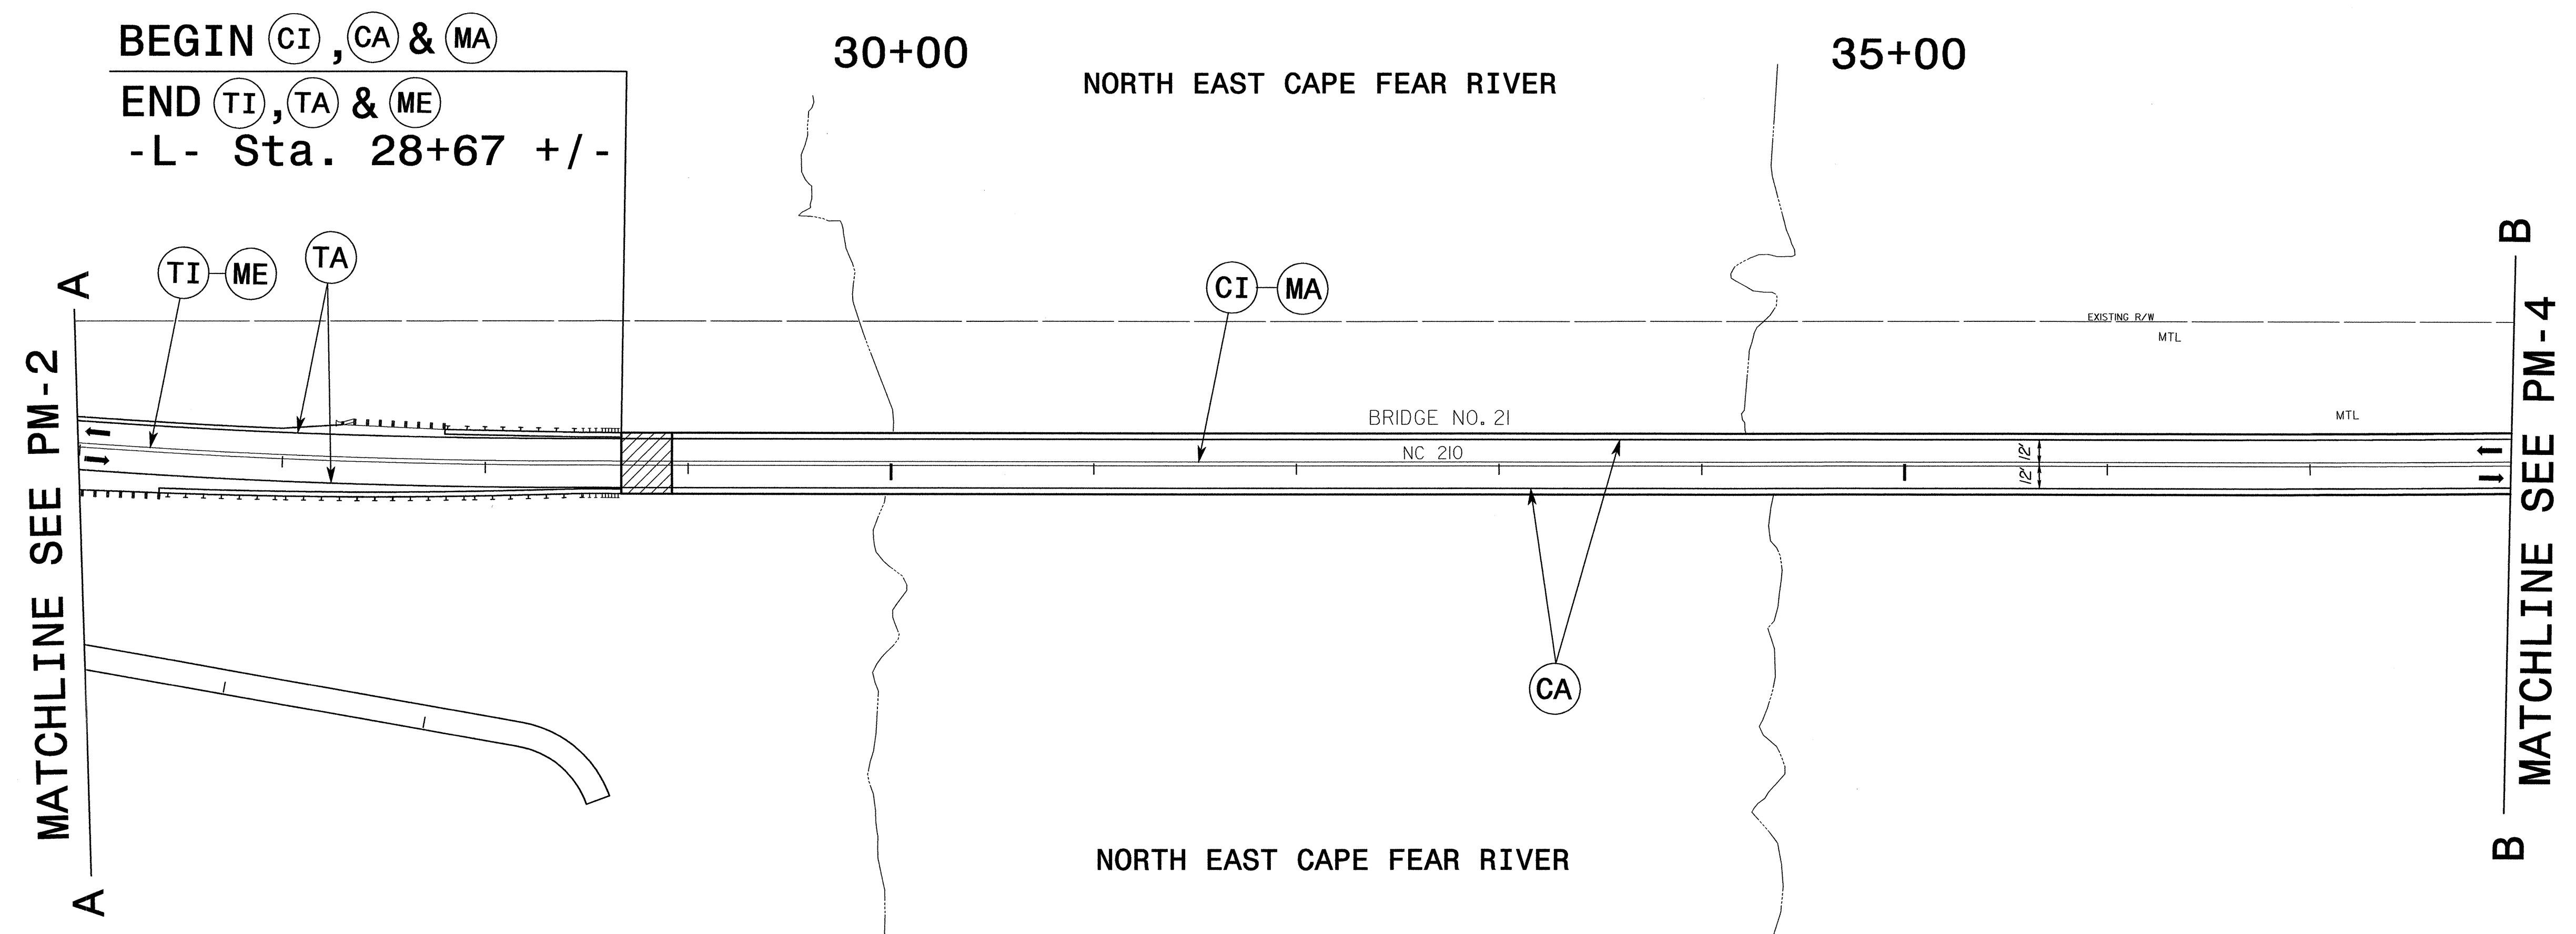 BEGIN CI, CA & MA
END TI, TA & ME
-L- Sta. 28+67 +/-
30+00
35+00
NORTH EAST CAPE FEAR RIVER
TI ME
TA
CI MA
A
B
EXISTING R/W
MTL
MTL
BRIDGE NO. 21
NC 210
12'
12'
MATCHLINE SEE PM-2
MATCHLINE SEE PM-4
CA
NORTH EAST CAPE FEAR RIVER
A
B